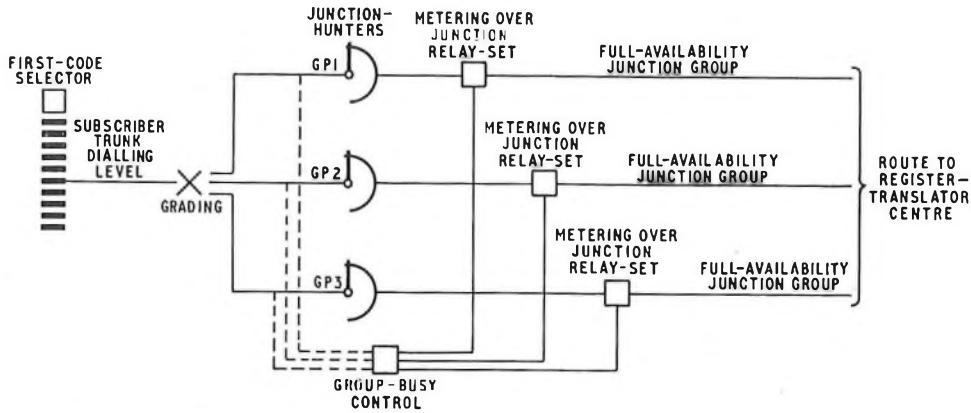 FIRST-CODE
SELECTOR
SUBSCRIBER
TRUNK
DIALLING
LEVEL
GRADING
JUNCTION-
HUNTERS
GP1
METERING OVER
JUNCTION
RELAY-SET
FULL-AVAILABILITY
JUNCTION GROUP
GP2
METERING OVER
JUNCTION
RELAY-SET
FULL-AVAILABILITY
JUNCTION GROUP
GP3
METERING OVER
JUNCTION
RELAY-SET
FULL-AVAILABILITY
JUNCTION GROUP
ROUTE TO
REGISTER-
TRANSLATOR
CENTRE
GROUP-BUSY
CONTROL